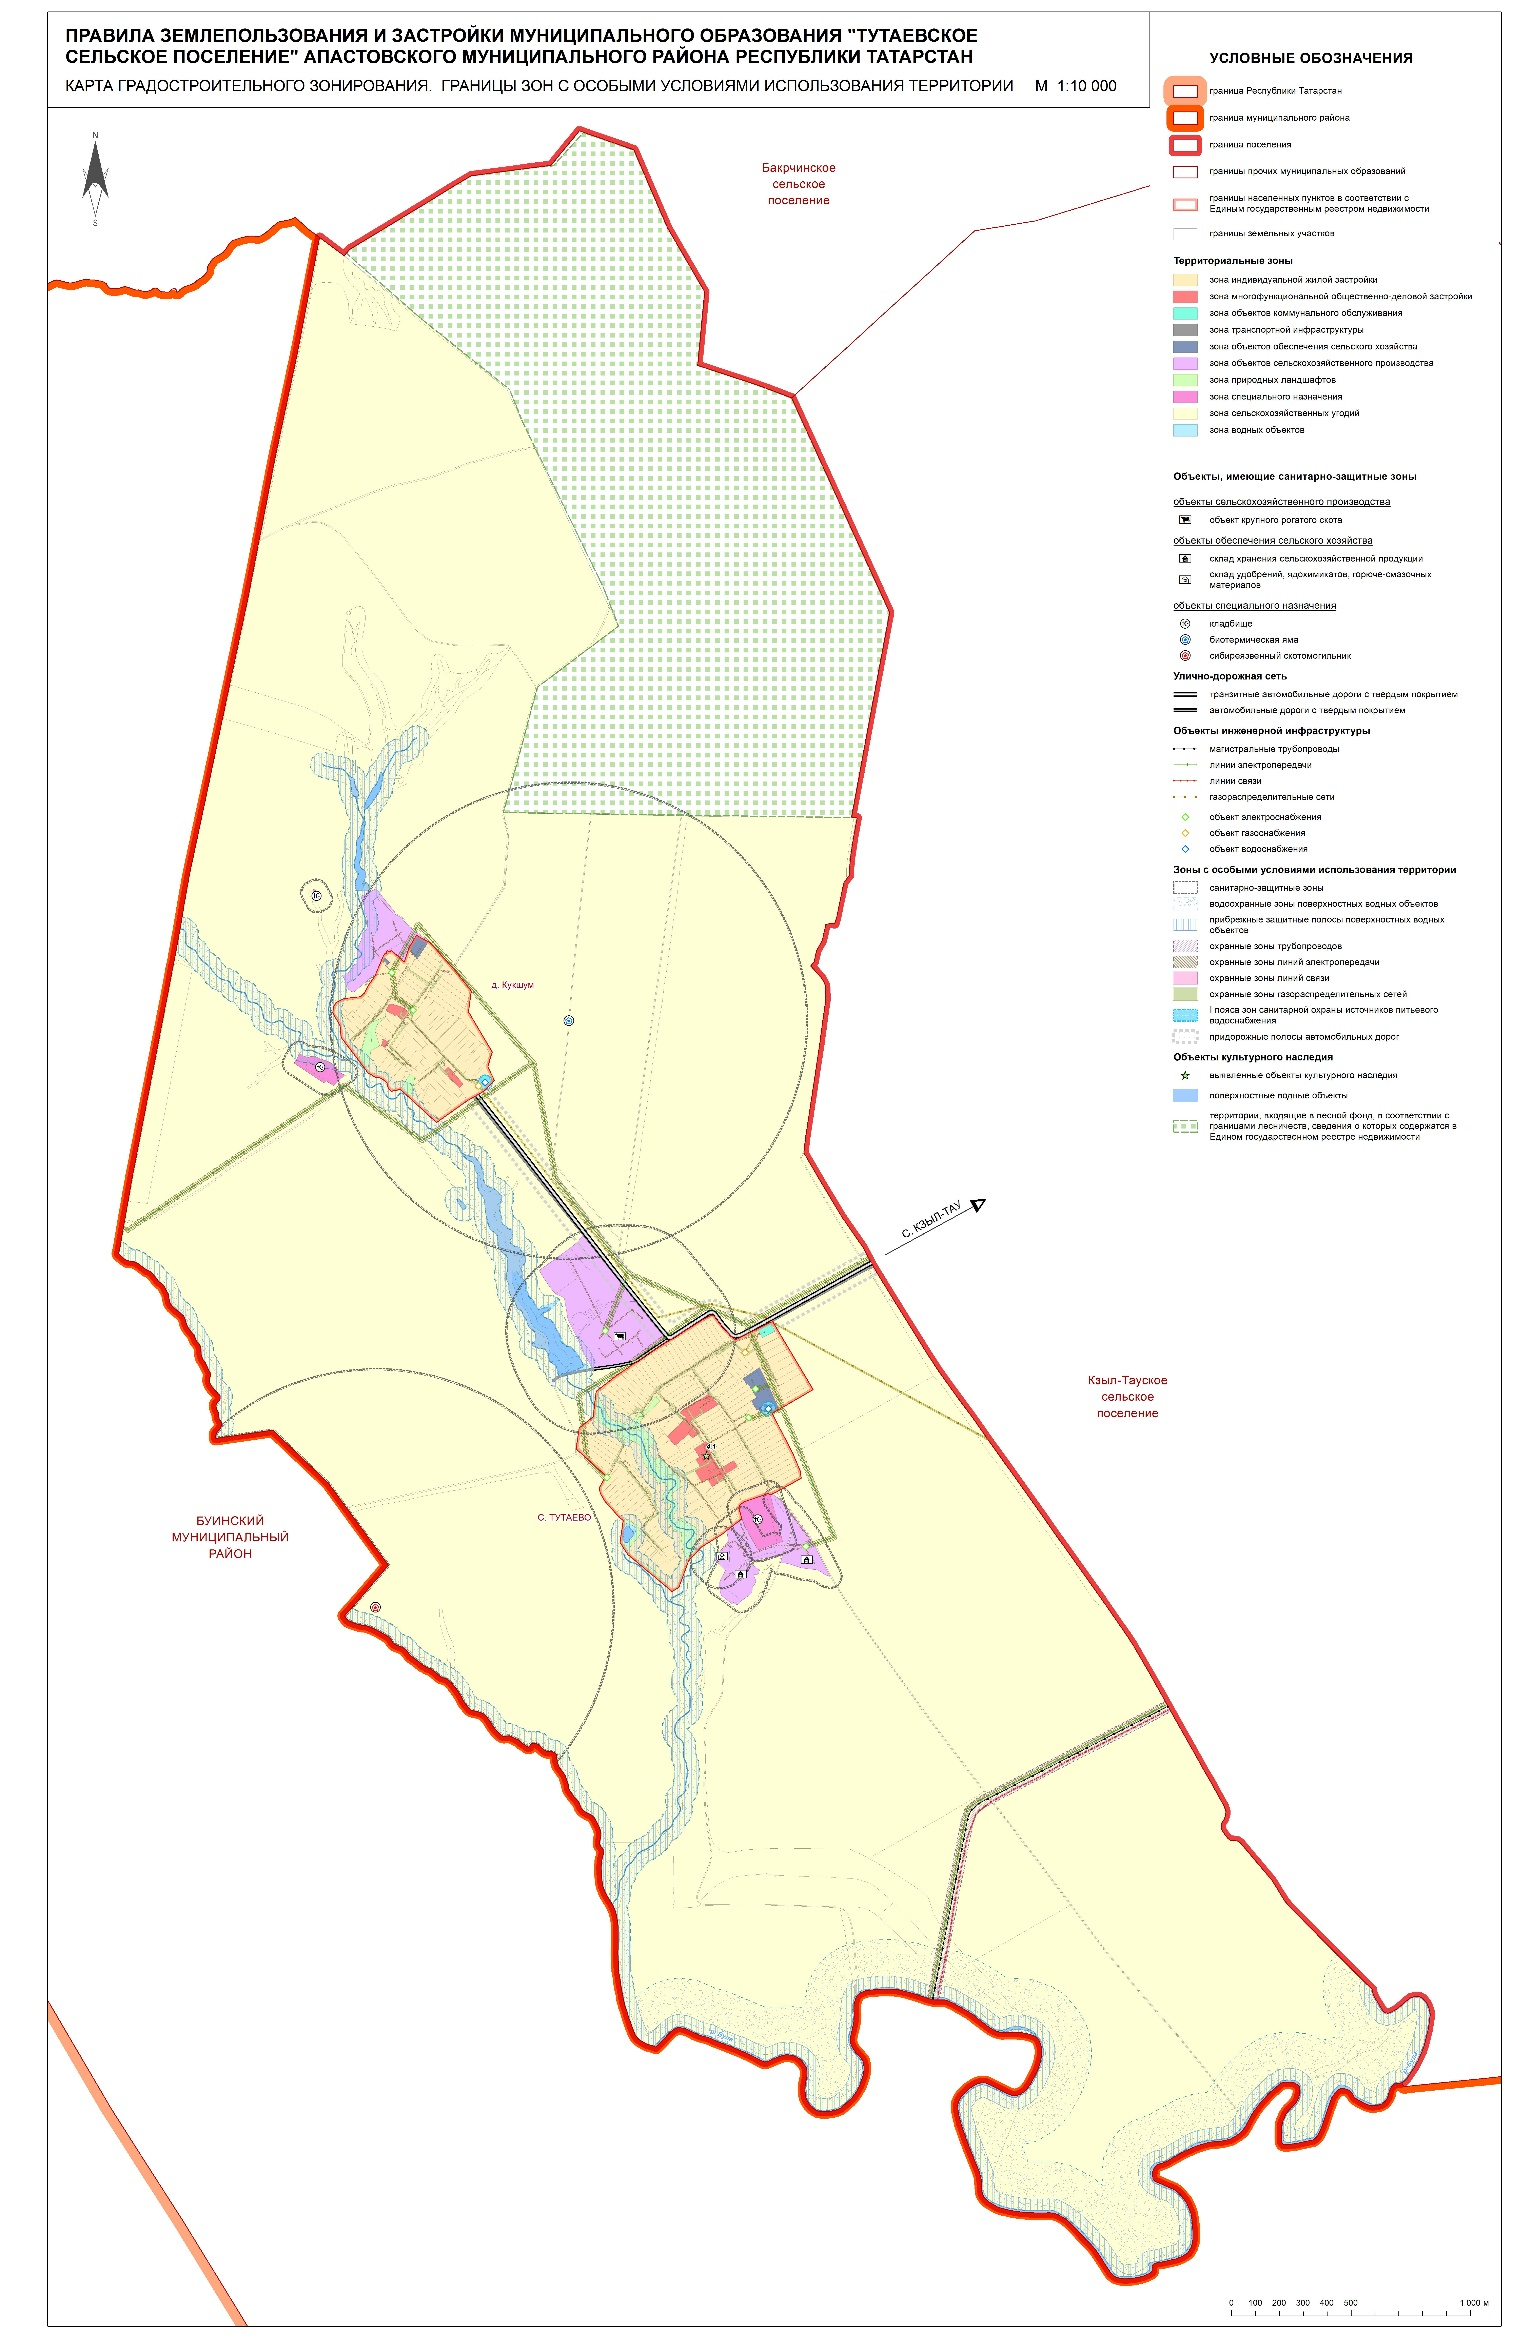 ПРАВИЛА ЗЕМЛЕПОЛЬЗОВАНИЯ И ЗАСТРОЙКИ МУНИЦИПАЛЬНОГО ОБРАЗОВАНИЯ "ТУТАЕВСКОЕ
СЕЛЬСКОЕ ПОСЕЛЕНИЕ" АПАСТОВСКОГО МУНИЦИПАЛЬНОГО РАЙОНА РЕСПУБЛИКИ ТАТАРСТАН
КАРТА ГРАДОСТРОИТЕЛЬНОГО ЗОНИРОВАНИЯ. ГРАНИЦЫ ЗОН С ОСОБЫМИ УСЛОВИЯМИ ИСПОЛЬЗОВАНИЯ ТЕРРИТОРИИ М 1:10 000
N
S
Бакрчинское
сельское
поселение
д. Кукшум
С. КЗЫЛ-ТАУ
Кзыл-Тауское
сельское
поселение
С. ТУТАЕВО
БУИНСКИЙ
МУНИЦИПАЛЬНЫЙ
РАЙОН
УСЛОВНЫЕ ОБОЗНАЧЕНИЯ
граница Республики Татарстан
граница муниципального района
граница поселения
границы прочих муниципальных образований
границы населенных пунктов в соответствии с
Единым государственным реестром недвижимости
границы земельных участков
Территориальные зоны
зона индивидуальной жилой застройки
зона многофункциональной общественно-деловой застройки
зона объектов коммунального обслуживания
зона транспортной инфраструктуры
зона объектов обеспечения сельского хозяйства
зона объектов сельскохозяйственного производства
зона природных ландшафтов
зона специального назначения
зона сельскохозяйственных угодий
зона водных объектов
Объекты, имеющие санитарно-защитные зоны
объекты сельскохозяйственного производства
объект крупного рогатого скота
объекты обеспечения сельского хозяйства
склад хранения сельскохозяйственной продукции
склад удобрений, ядохимикатов, горюче-смазочных
материалов
объекты специального назначения
кладбище
биотермическая яма
сибиреязвенный скотомогильник
Улично-дорожная сеть
транзитные автомобильные дороги с твердым покрытием
автомобильные дороги с твердым покрытием
Объекты инженерной инфраструктуры
магистральные трубопроводы
линии электропередачи
линии связи
газораспределительные сети
объект электроснабжения
объект газоснабжения
объект водоснабжения
Зоны с особыми условиями использования территории
санитарно-защитные зоны
водоохранные зоны поверхностных водных объектов
прибрежные защитные полосы поверхностных водных
объектов
охранные зоны трубопроводов
охранные зоны линий электропередачи
охранные зоны линий связи
охранные зоны газораспределительных сетей
I пояса зон санитарной охраны источников питьевого
водоснабжения
придорожные полосы автомобильных дорог
Объекты культурного наследия
выявленные объекты культурного наследия
поверхностные водные объекты
территории, входящие в лесной фонд, в соответствии с
границами лесничеств, сведения о которых содержатся в
Едином государственном реестре недвижимости
0 100 200 300 400 500 1 000 м